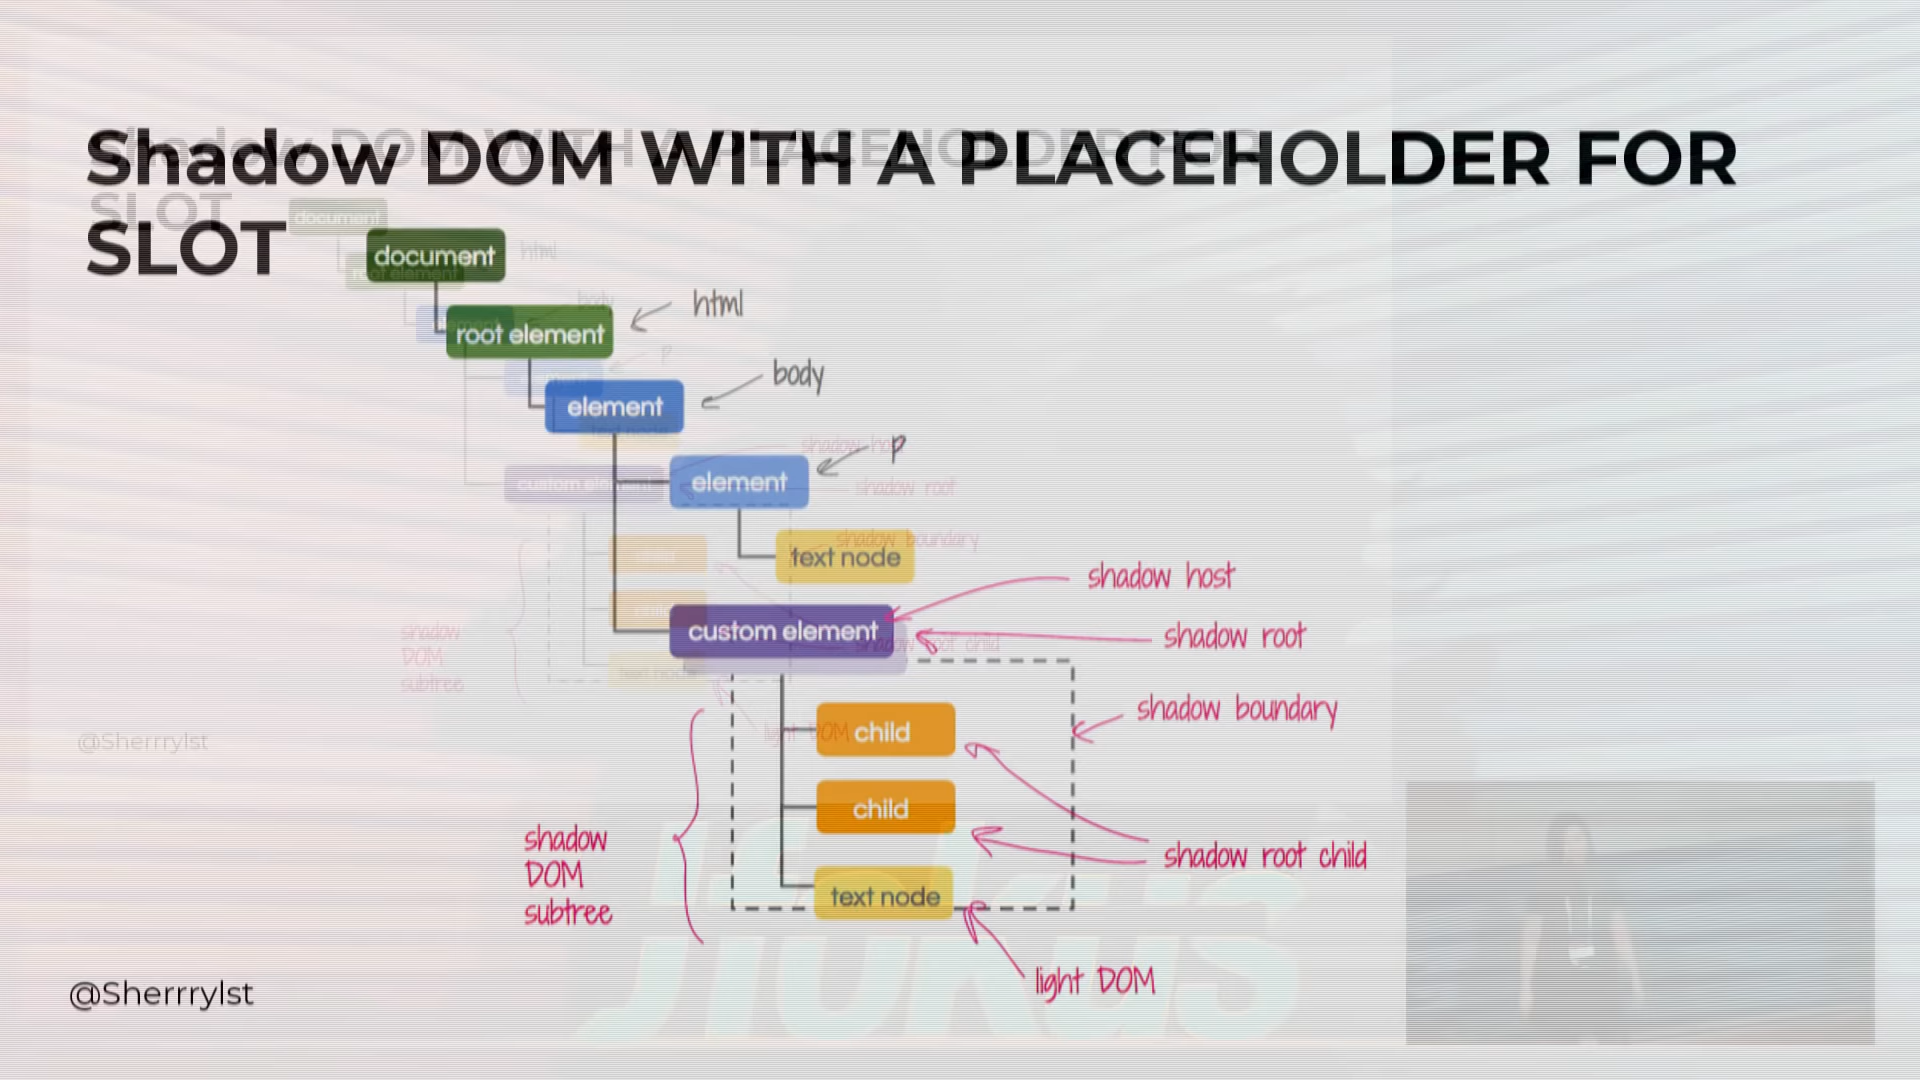 Shadow DOM WITH A PLACEHOLDER FOR
SLOT
document
html
root element
body
element
p
element
text node
shadow host
custom element
shadow root
shadow boundary
child
child
shadow
DOM
subtree
shadow root child
text node
light DOM
@Sherrrylst